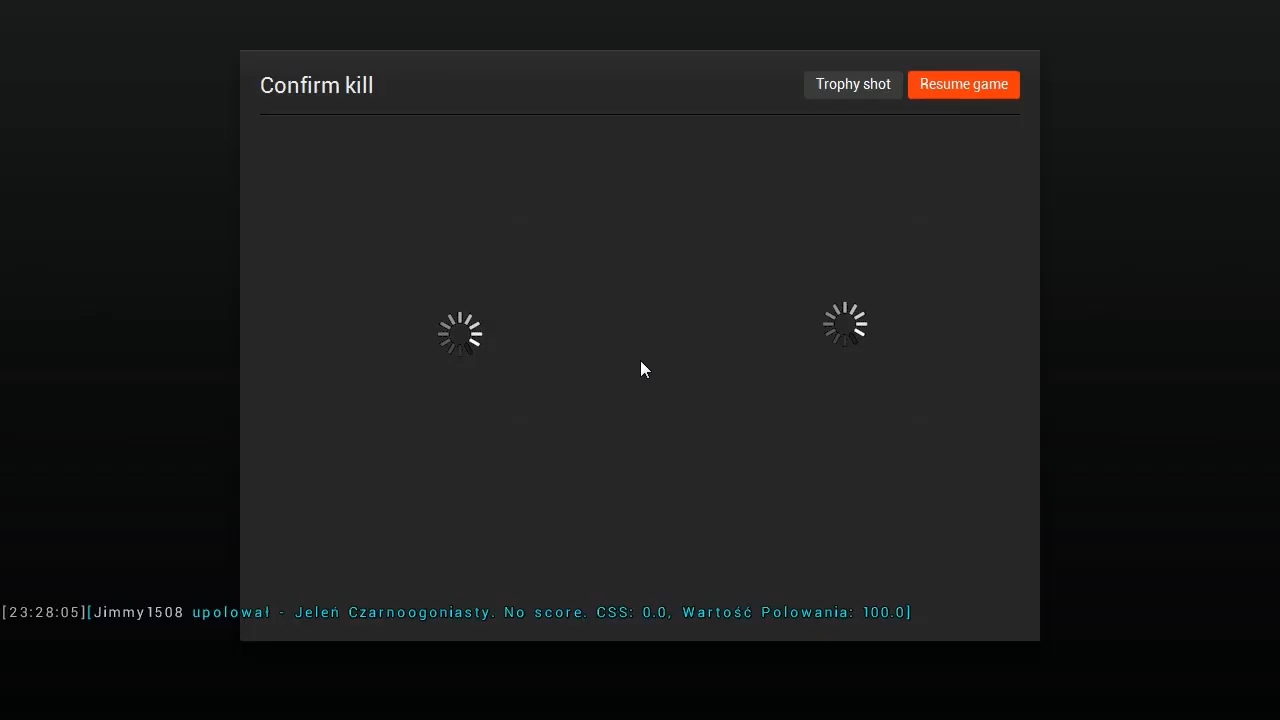 Confirm kill
Trophy shot
Resume game
[23:28:05][Jimmy1508 upolował - Jeleń Czarnoogoniasty. No score. CSS: 0.0, Wartość Polowania: 100.0]